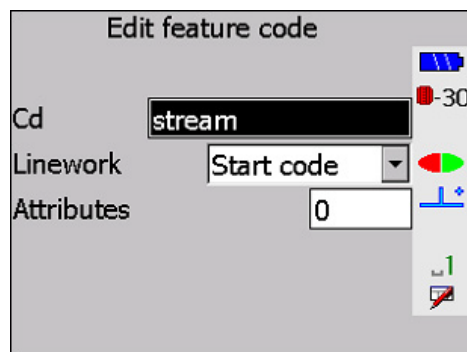 Edit feature code
-30
Cd stream
Linework Start code
Attributes 0
1